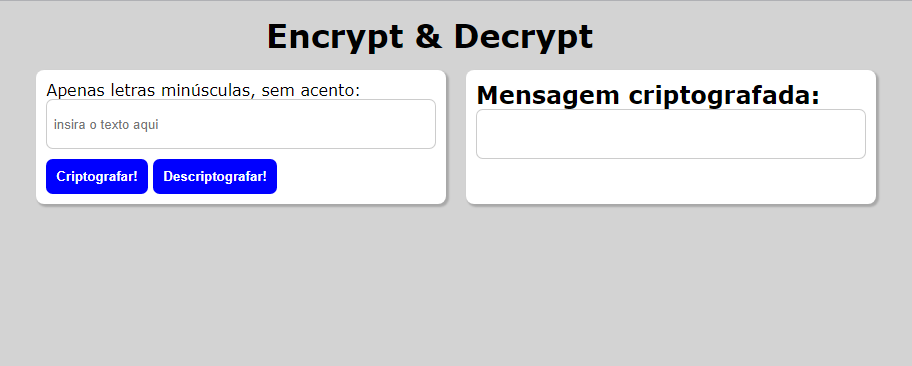 Encrypt & Decrypt
Apenas letras minúsculas, sem acento:
insira o texto aqui
Criptografar! Descriptografar!
Mensagem criptografada: